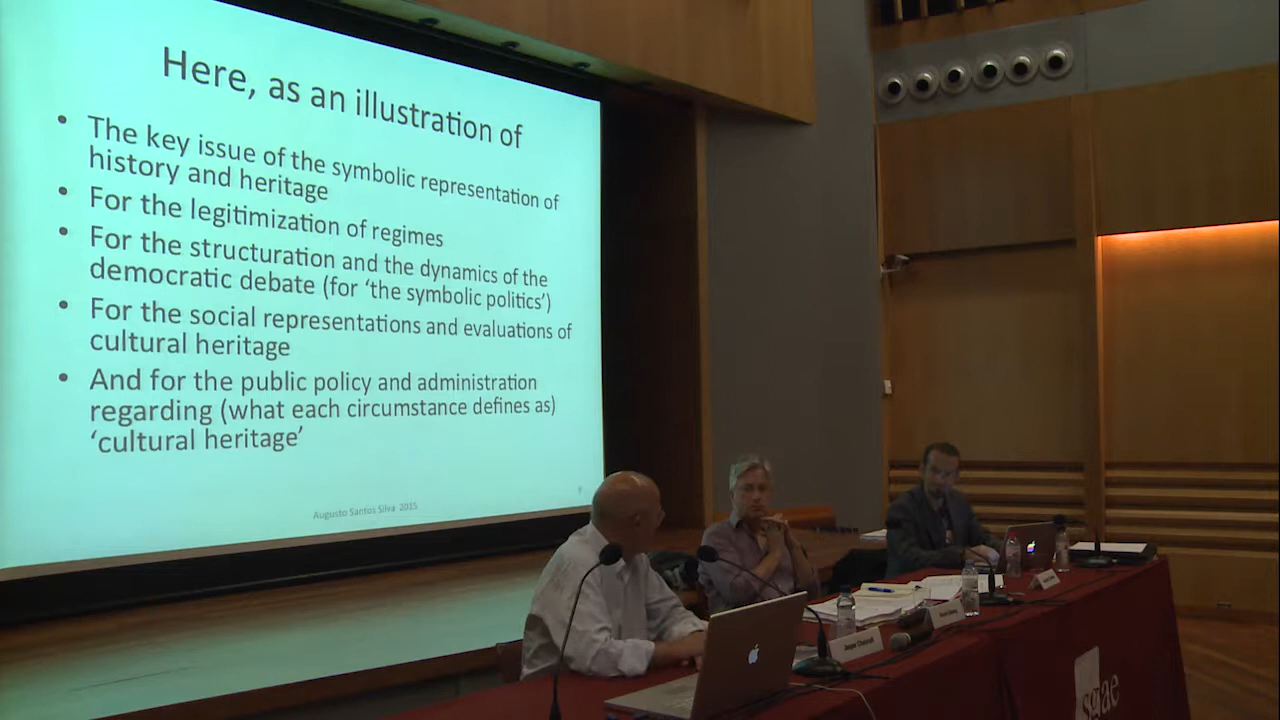 Here, as an illustration of
• The key issue of the symbolic representation of
history and heritage
• For the legitimization of regimes
• For the structuration and the dynamics of the
democratic debate (for ‘the symbolic politics’)
• For the social representations and evaluations of
cultural heritage
• And for the public policy and administration
regarding (what each circumstance defines as)
‘cultural heritage’
Augusto Santos Silva 2015
sgae